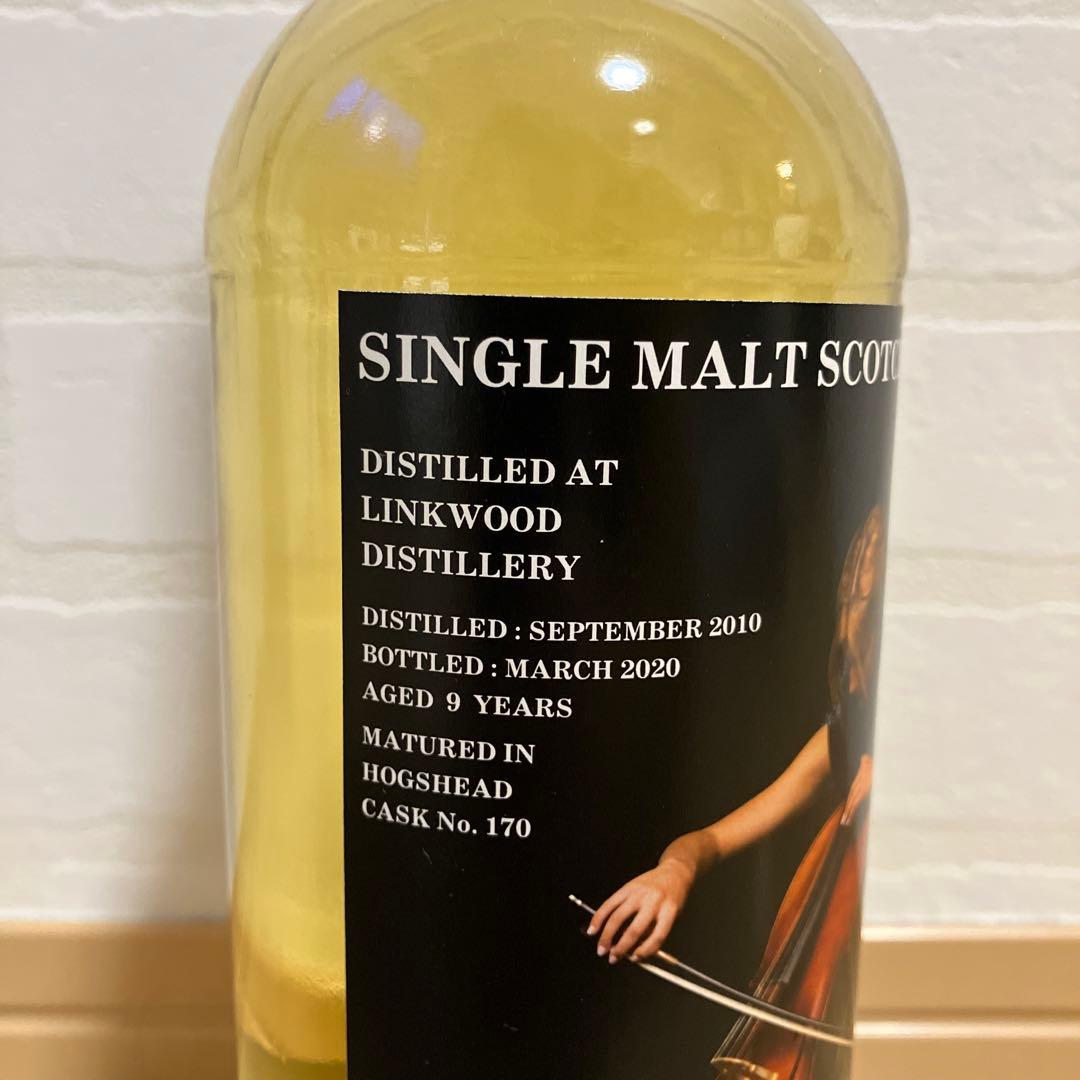 SINGLE MALT SCOTC
DISTILLED AT
LINKWOOD
DISTILLERY
DISTILLED : SEPTEMBER 2010
BOTTLED : MARCH 2020
AGED 9 YEARS
MATURED IN
HOGSHEAD
CASK No. 170